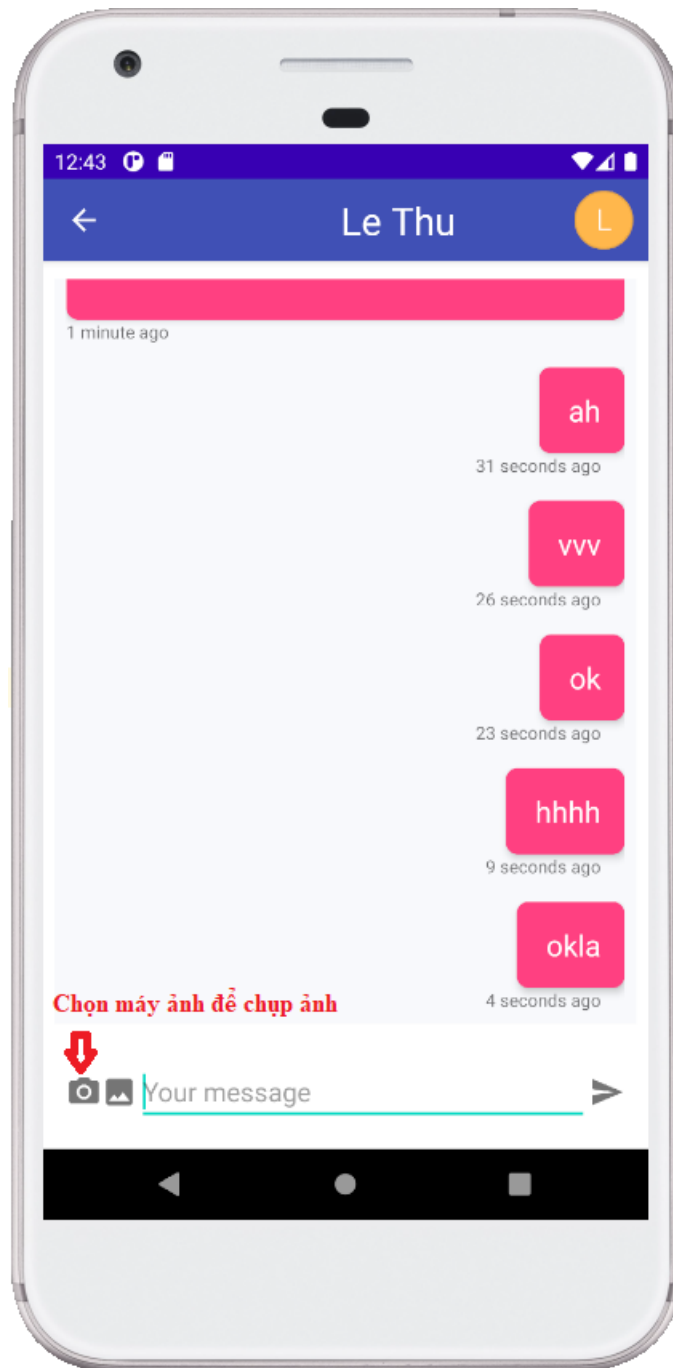 12:43
Le Thu
L
1 minute ago
ah
31 seconds ago
vvv
26 seconds ago
ok
23 seconds ago
hhhh
9 seconds ago
okla
4 seconds ago
Chọn máy ảnh để chụp ảnh
Your message